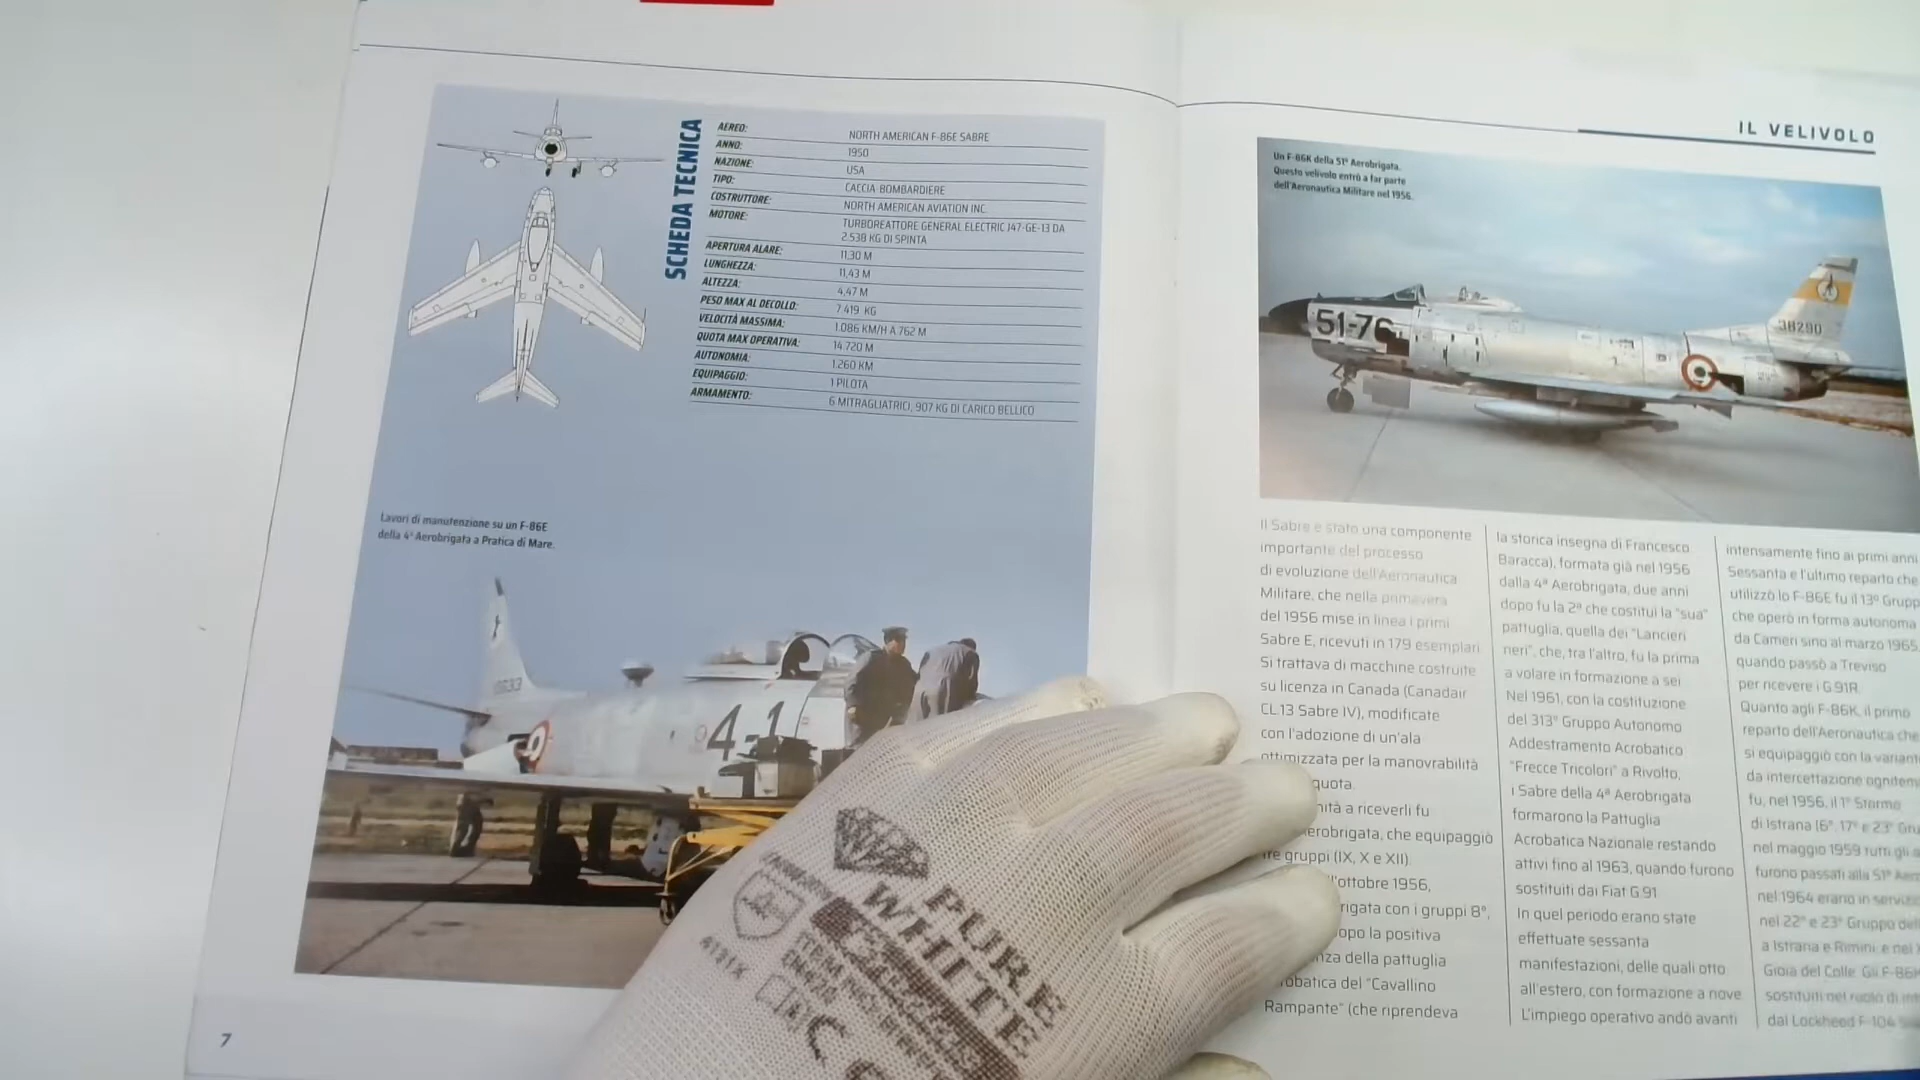 SCHEDA TECNICA
AEREO: NORTH AMERICAN F-86E SABRE
ANNO: 1950
NAZIONE: USA
TIPO: CACCIA-BOMBARDIERE
COSTRUTTORE: NORTH AMERICAN AVIATION INC.
MOTORE: TURBOREATTORE GENERAL ELECTRIC J47-GE-13 DA
2.538 KG DI SPINTA
APERTURA ALARE: 11,30 M
LUNGHEZZA: 11,43 M
ALTEZZA: 4,47 M
PESO MAX AL DECOLLO: 7.419 KG
VELOCITÀ MASSIMA: 1.086 KM/H A 762 M
QUOTA MAX OPERATIVA: 14.720 M
AUTONOMIA: 1.260 KM
EQUIPAGGIO: 1 PILOTA
ARMAMENTO: 6 MITRAGLIATRICI, 907 KG DI CARICO BELLICO
Lavori di manutenzione su un F-86E
della 4ª Aerobrigata a Pratica di Mare.
4-1
7
PURE
WHITE
4131X
IL VELIVOLO
Un F-86K della 51ª Aerobrigata.
Questo velivolo entrò a far parte
dell'Aeronautica Militare nel 1956.
51-76
38290
Il Sabre è stato una componente
importante del processo
di evoluzione dell'Aeronautica
Militare, che nella primavera
del 1956 mise in linea i primi
Sabre E, ricevuti in 179 esemplari.
Si trattava di macchine costruite
su licenza in Canada (Canadair
CL13 Sabre IV), modificate
con l'adozione di un'ala
ottimizzata per la manovrabilità
quota.
nità a riceverli fu
erobrigata, che equipaggiò
tre gruppi (IX, X e XII).
l'ottobre 1956,
rigata con i gruppi 8°,
opo la positiva
nza della pattuglia
obatica del "Cavallino
Rampante" (che riprendeva
la storica insegna di Francesco
Baracca), formata già nel 1956
dalla 4ª Aerobrigata, due anni
dopo fu la 2ª che costituì la "sua"
pattuglia, quella dei "Lancieri
neri", che, tra l'altro, fu la prima
a volare in formazione a sei
Nel 1961, con la costituzione
del 313° Gruppo Autonomo
Addestramento Acrobatico
"Frecce Tricolori" a Rivolto,
i Sabre della 4ª Aerobrigata
formarono la Pattuglia
Acrobatica Nazionale restando
attivi fino al 1963, quando furono
sostituiti dai Fiat G.91
In quel periodo erano state
effettuate sessanta
manifestazioni, delle quali otto
all'estero, con formazione a nove
L'impiego operativo andò avanti
intensamente fino ai primi anni
Sessanta e l'ultimo reparto che
utilizzò lo F-86E fu il 13° Grupp
che operò in forma autonoma
da Cameri sino al marzo 1965,
quando passò a Treviso
per ricevere i G.91R.
Quanto agli F-86K, il primo
reparto dell'Aeronautica che
si equipaggiò con la variant
da intercettazione ognitem
fu, nel 1956, il 1° Stormo
di Istrana (6°, 17° e 23° Gru
nel maggio 1959 tutti gli
furono passati alla 51ª Aer
nel 1964 erano in servizi
nel 22° e 23° Gruppo del
a Istrana e Rimini, e nel
Gioia del Colle. Gli F-86K
sostituiti nel ruolo di
dai Lockheed F-104